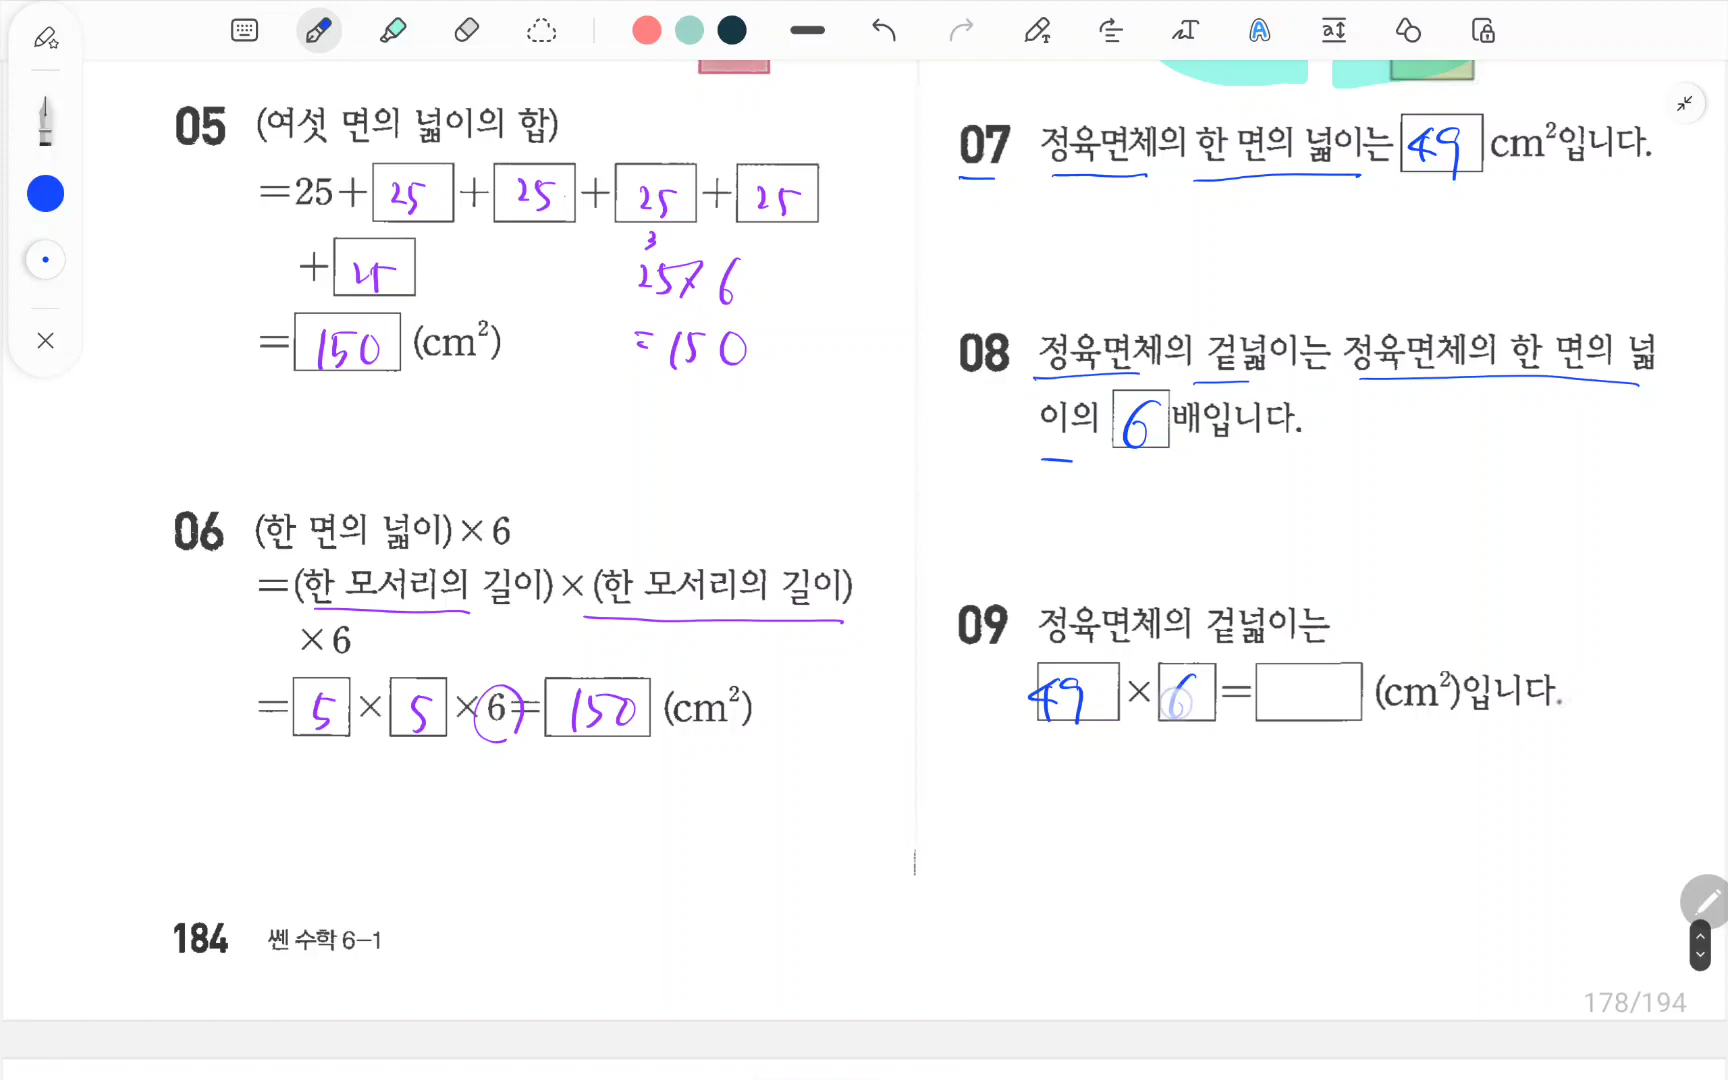 05 (여섯 면의 넓이의 합)
=25+25+25+25+25
+25
=150(cm²)
3
25×6
=150
06 (한 면의 넓이)×6
=(한 모서리의 길이)×(한 모서리의 길이)
×6
=5×5×6=150(cm²)
184 쎈 수학 6-1
07 정육면체의 한 면의 넓이는 49 cm²입니다.
08 정육면체의 겉넓이는 정육면체의 한 면의 넓
이의 6배입니다.
09 정육면체의 겉넓이는
49×6= (cm²)입니다.
178/194